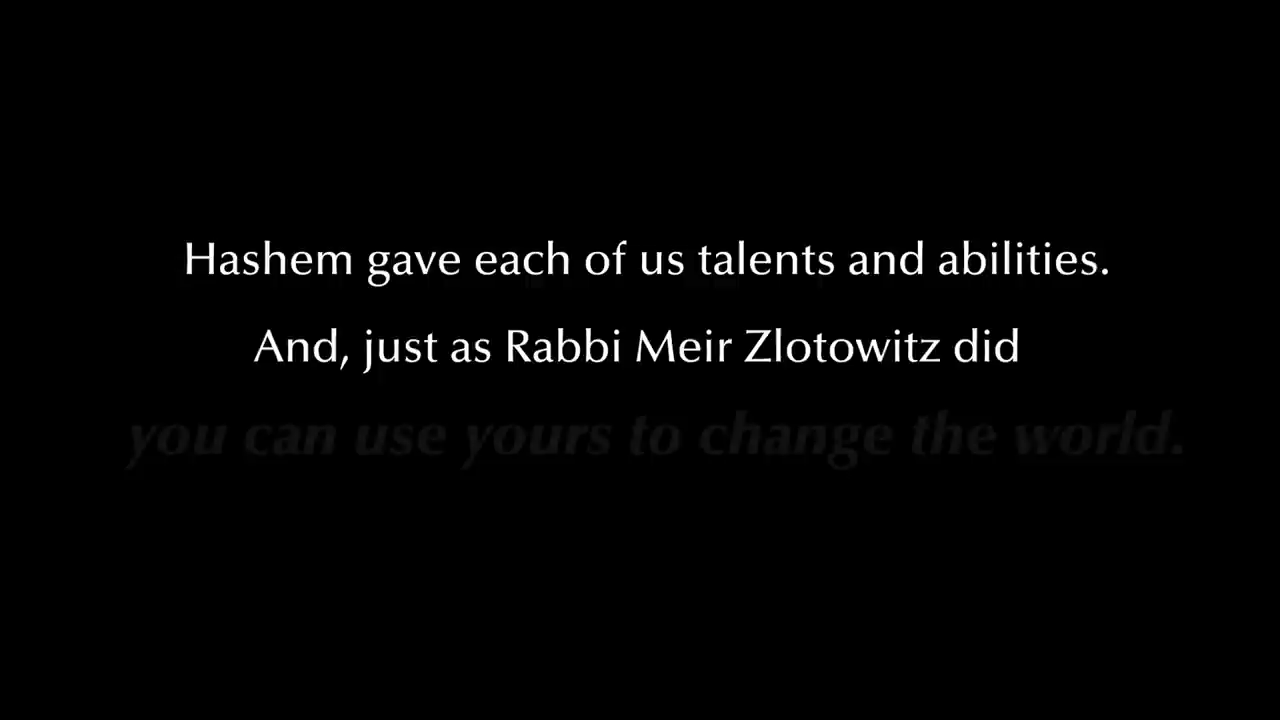 Hashem gave each of us talents and abilities.
And, just as Rabbi Meir Zlotowitz did
you can use yours to change the world.